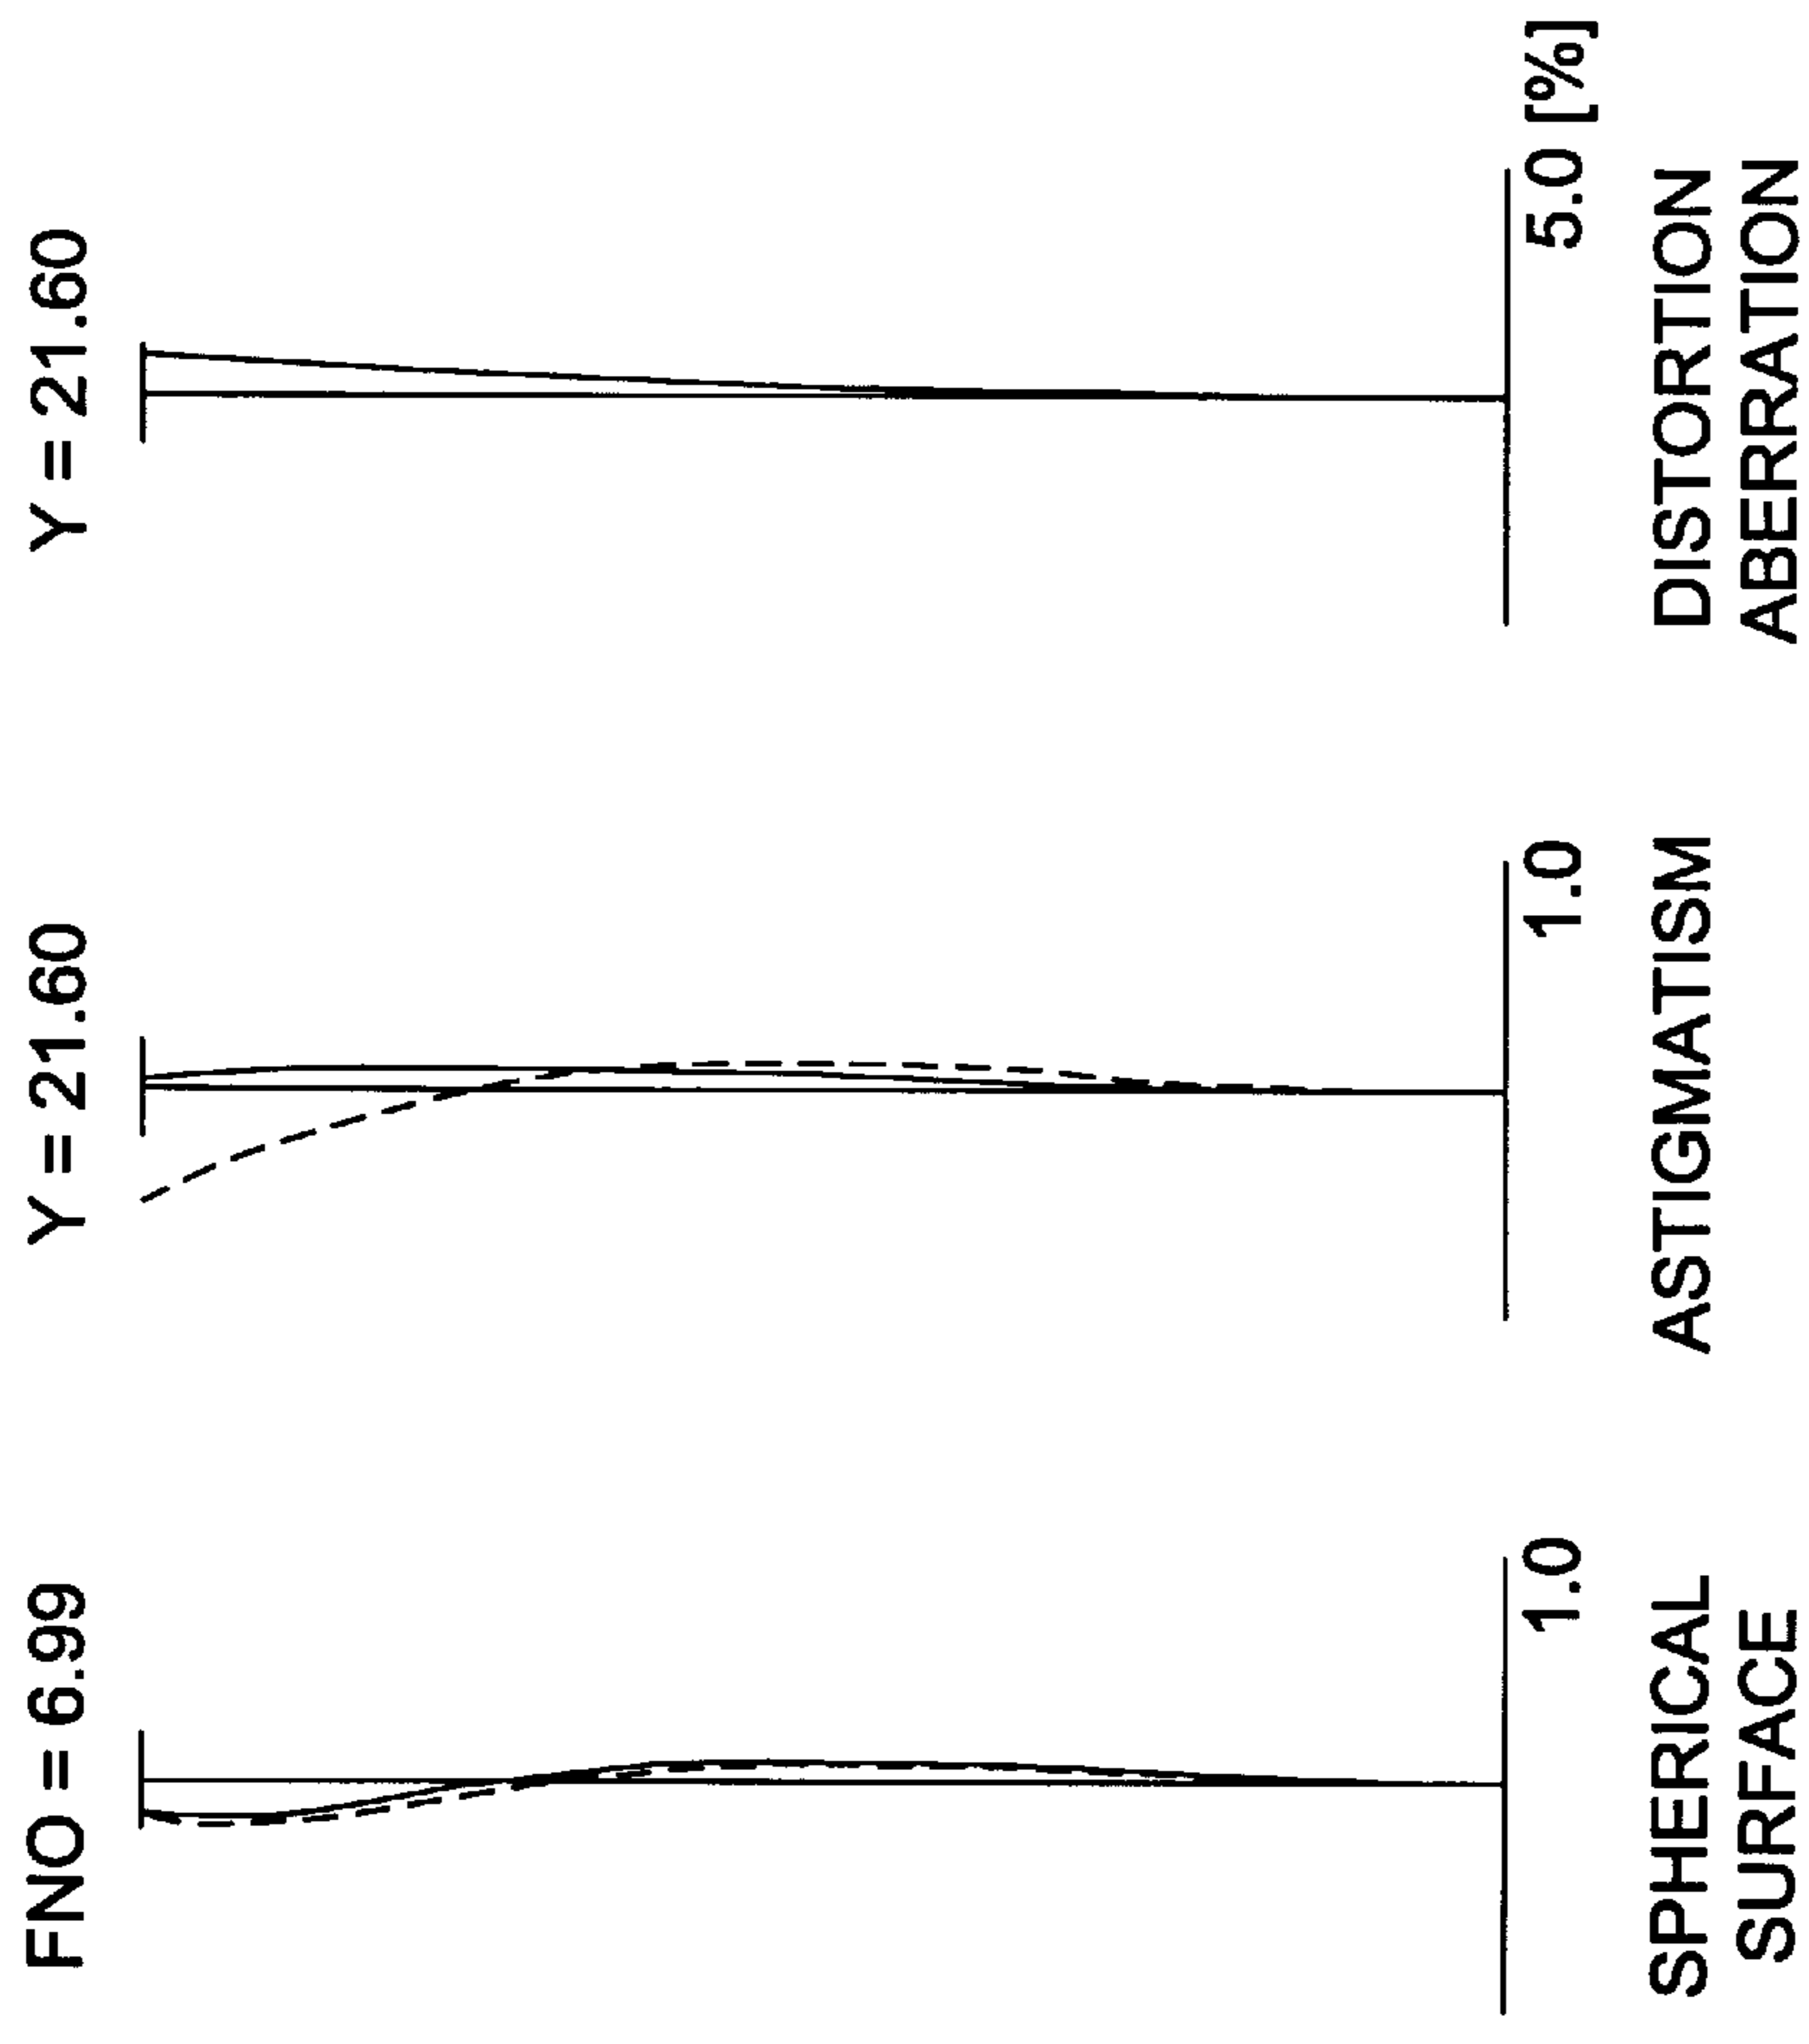 FNO = 6.99
SPHERICAL
SURFACE
1.0
Y = 21.60
ASTIGMATISM
1.0
Y = 21.60
DISTORTION
ABERRATION
5.0 [%]